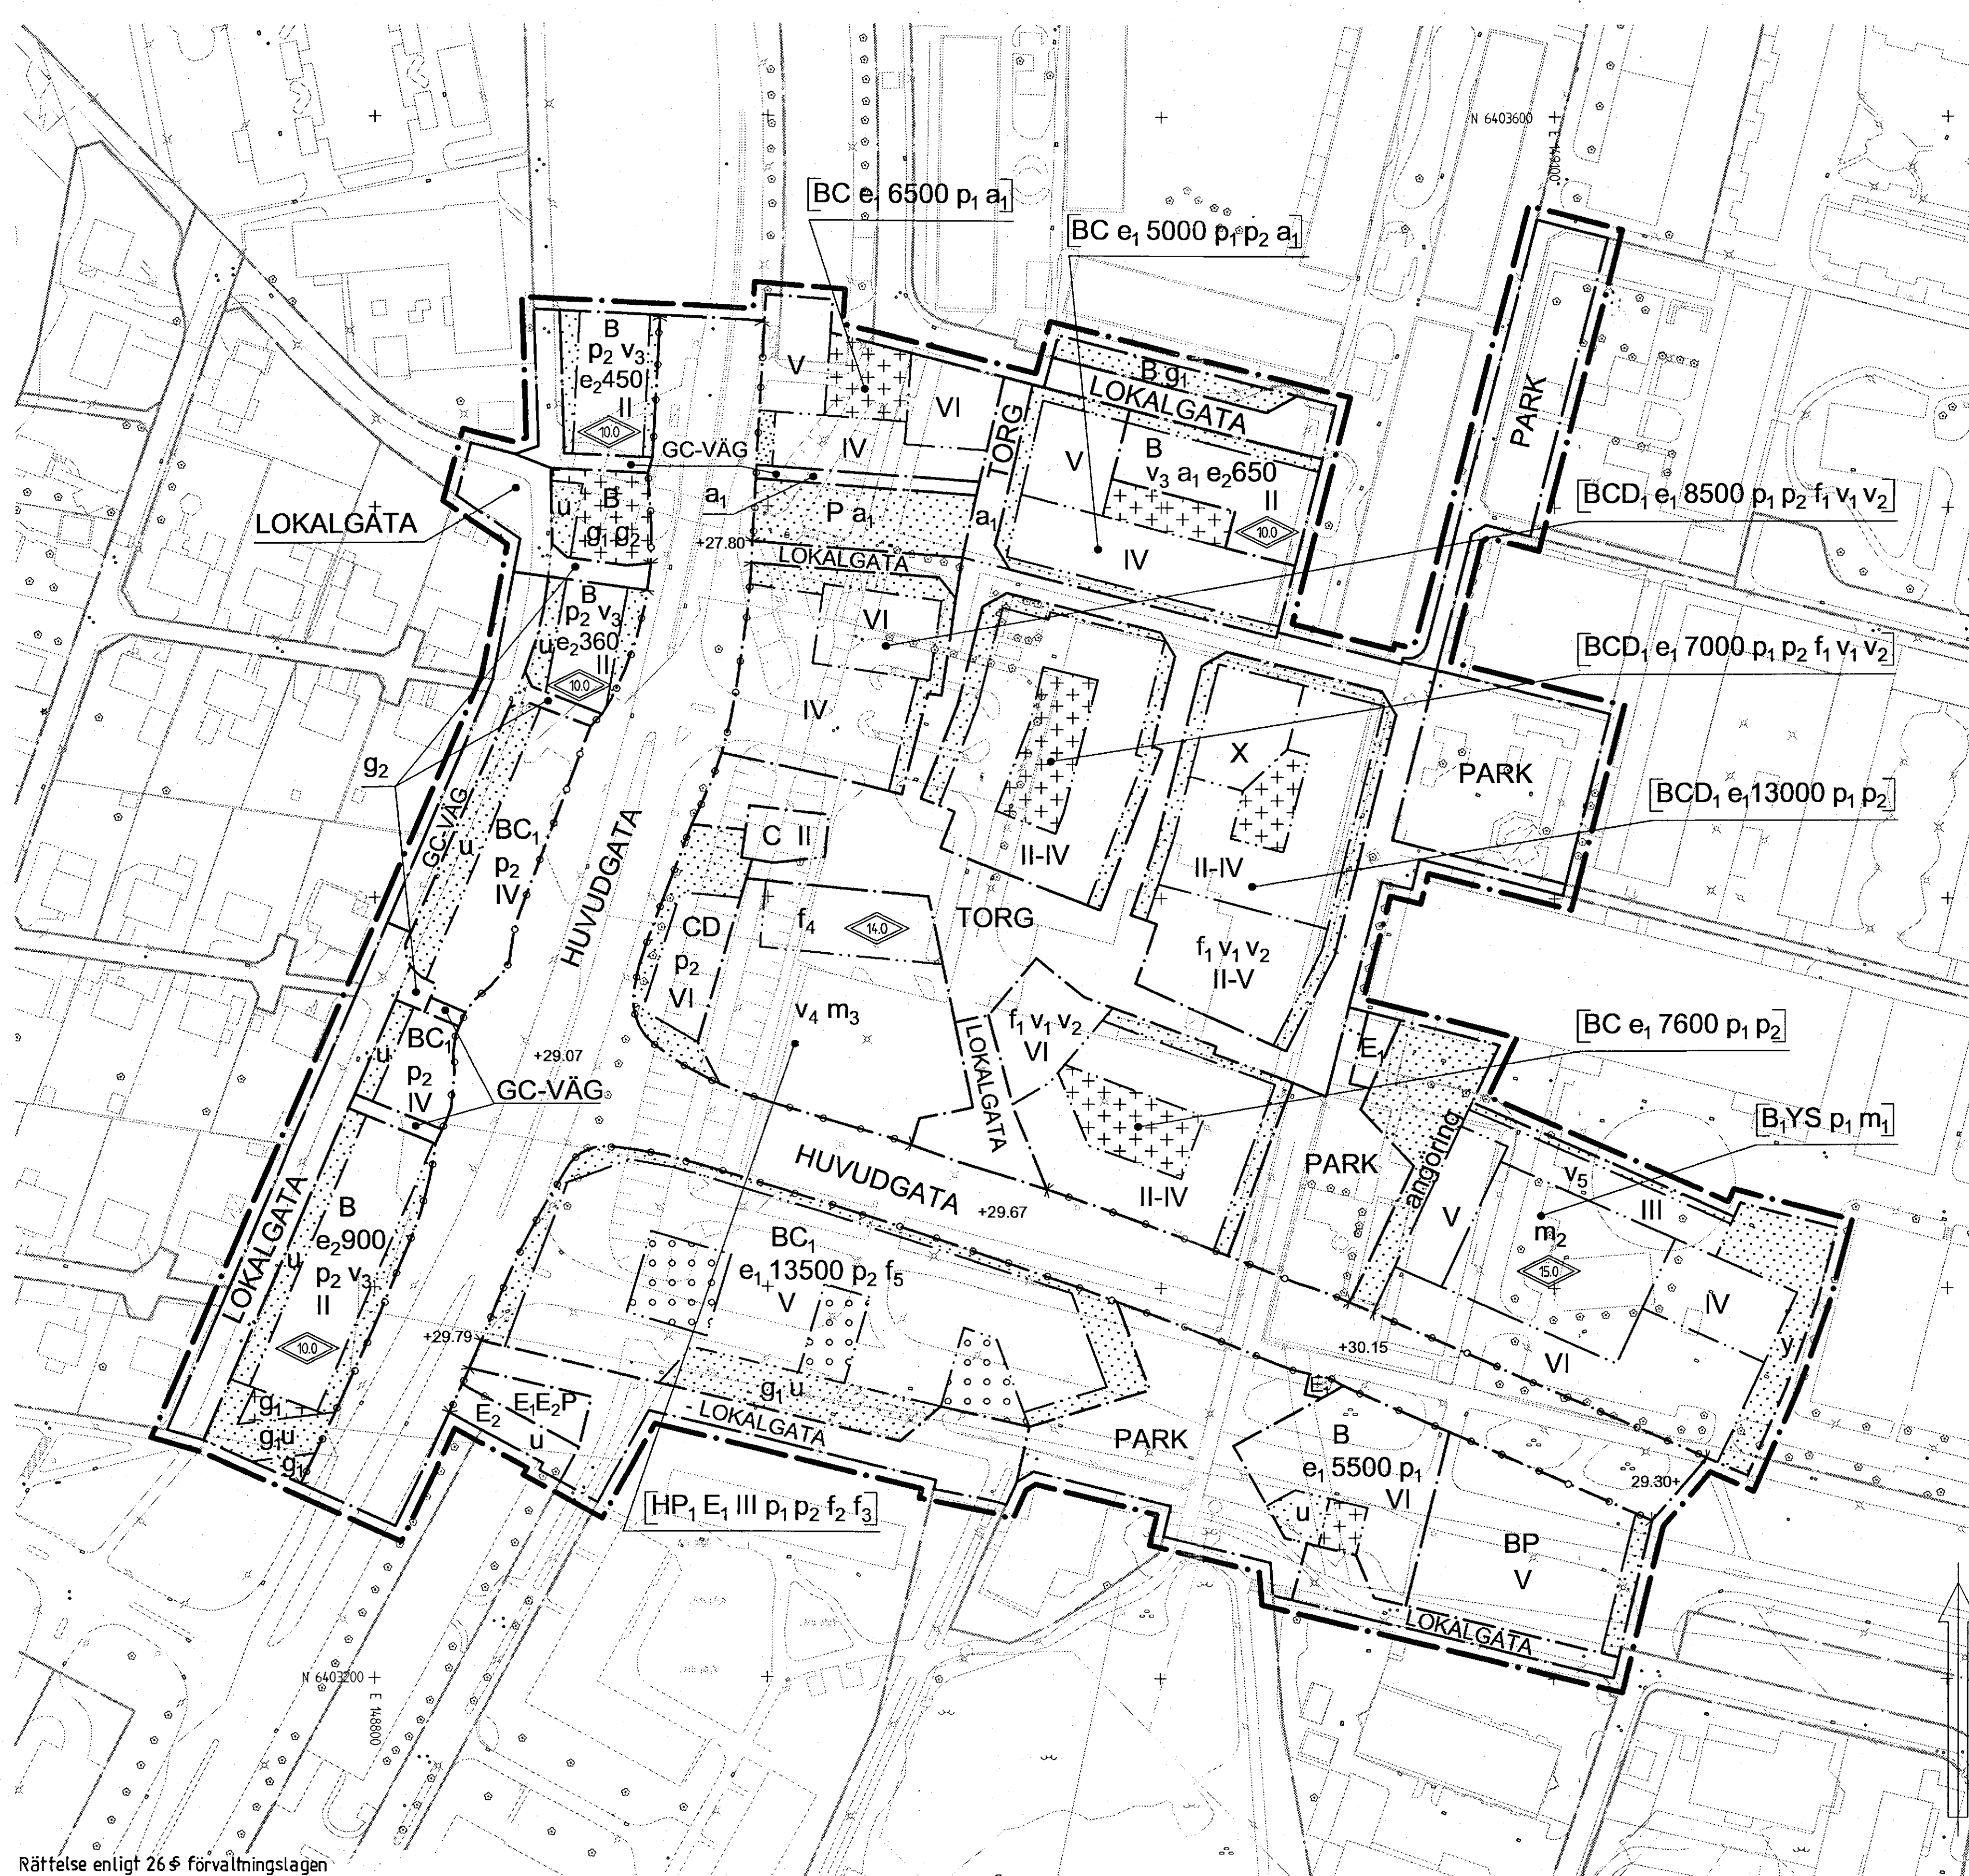 N 6403600
E 149100
[BC e₁ 6500 p₁ a₁]
[BC e₁ 5000 p₁ p₂ a₁]
B
p₂ v₃
e₂450
II
10.0
V
VI
IV
B g₁
LOKALGATA
TORG
PARK
GC-VÄG
V
B
v₃ a₁ e₂650
II
10.0
IV
[BCD₁ e₁ 8500 p₁ p₂ f₁ v₁ v₂]
LOKALGATA
u
B
g₁ g₂
a₁
P a₁
a₁
+27.80
LOKALGATA
B
p₂ v₃
u e₂360
II
10.0
VI
IV
[BCD₁ e₁ 7000 p₁ p₂ f₁ v₁ v₂]
g₂
X
PARK
[BCD₁ e₁13000 p₁ p₂]
GC-VÄG
u
BC₁
p₂
IV
HUVUDGATA
C II
II-IV
II-IV
CD
p₂
VI
f₄
14.0
TORG
f₁ v₁ v₂
II-V
v₄ m₃
LOKALGATA
f₁ v₁ v₂
VI
[BC e₁ 7600 p₁ p₂]
E₁
u
BC₁
p₂
IV
+29.07
GC-VÄG
[B₁YS p₁ m₁]
HUVUDGATA
+29.67
II-IV
PARK
angöring
V
v₅
III
m₂
15.0
IV
VI
y
LOKALGATA
B
e₂900
u
p₂ v₃
II
10.0
BC₁
e₁ 13500 p₂ f₅
V
+29.79
+30.15
g₁
g₁u
g₁
E₂
E₁E₂P
u
g₁ u
LOKALGATA
PARK
E₁
B
e₁ 5500 p₁
VI
u
29.30+
BP
V
[HP₁ E₁ III p₁ p₂ f₂ f₃]
LOKALGATA
N 6403200
E 148800
Rättelse enligt 26§ förvaltningslagen